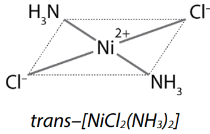 H₃N Cl⁻
Ni²⁺
Cl⁻ NH₃
trans–[NiCl₂(NH₃)₂]